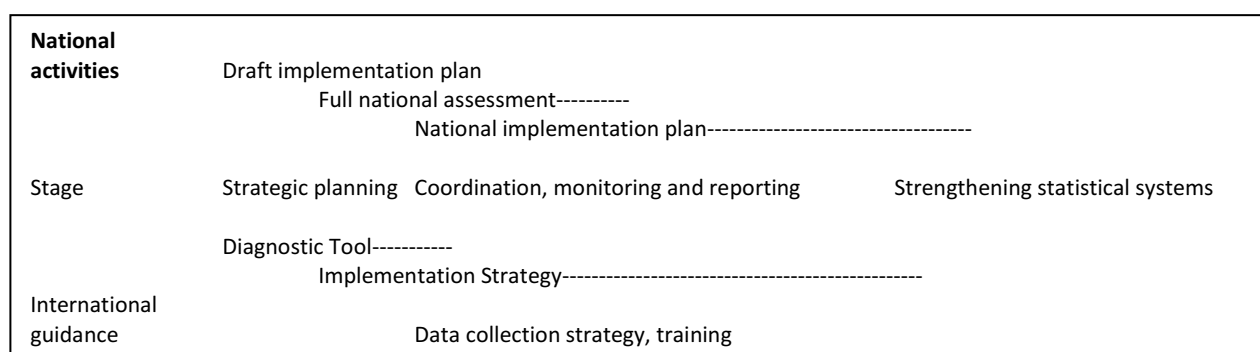 National
activities Draft implementation plan
Full national assessment----------
National implementation plan------------------------------------
Stage Strategic planning Coordination, monitoring and reporting Strengthening statistical systems
Diagnostic Tool-----------
Implementation Strategy-------------------------------------------------
International
guidance Data collection strategy, training